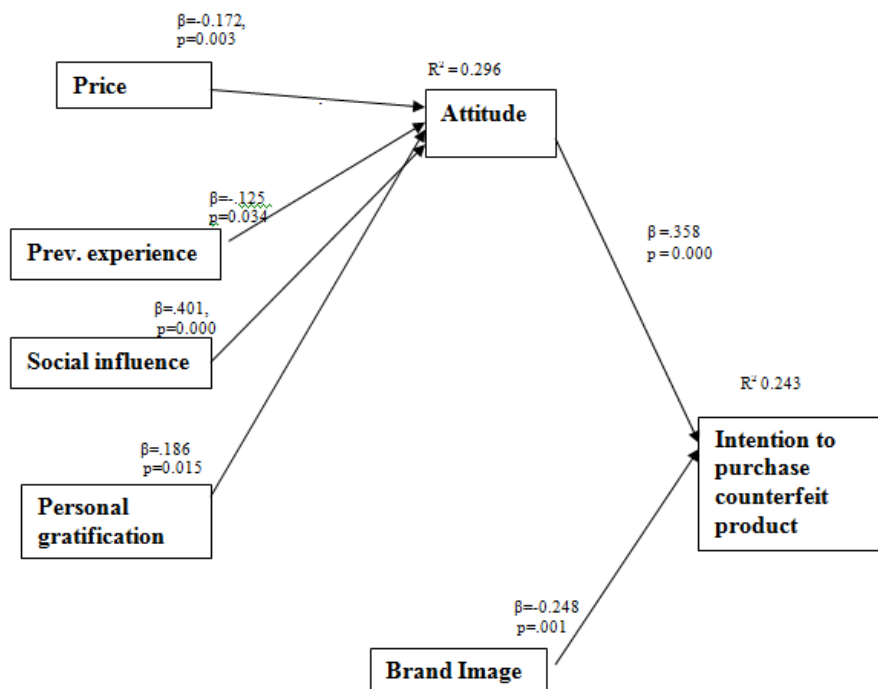 β=-0.172,
p=0.003
Price
R² = 0.296
Attitude
β=-.125
p=0.034
Prev. experience
β=.401,
p=0.000
Social influence
β=.186
p=0.015
Personal
gratification
β=.358
p = 0.000
R² 0.243
Intention to
purchase
counterfeit
product
β=-0.248
p=.001
Brand Image